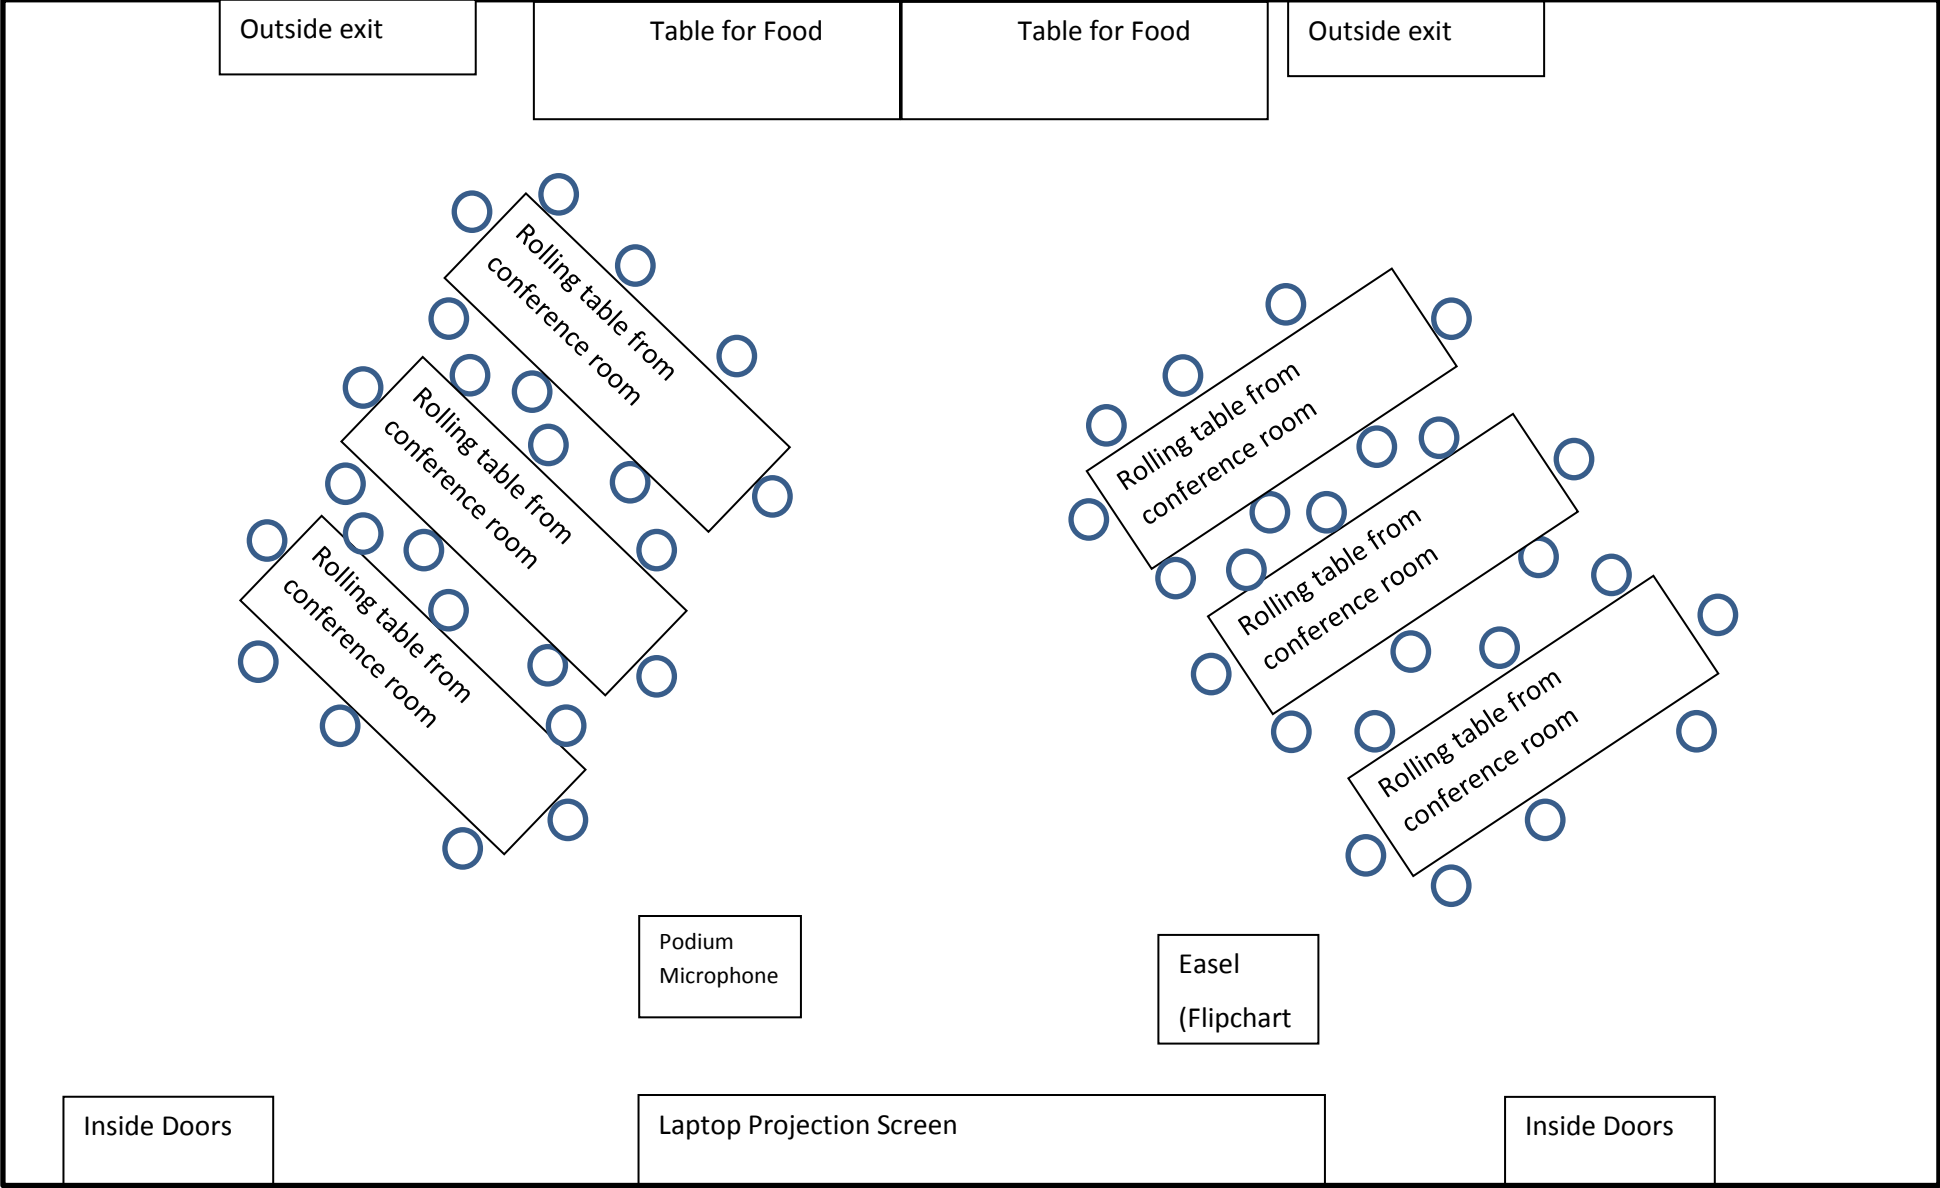 Outside exit
Table for Food
Table for Food
Outside exit
Rolling table from
conference room
Rolling table from
conference room
Rolling table from
conference room
Rolling table from
conference room
Rolling table from
conference room
Rolling table from
conference room
Podium
Microphone
Easel
(Flipchart
Inside Doors
Laptop Projection Screen
Inside Doors